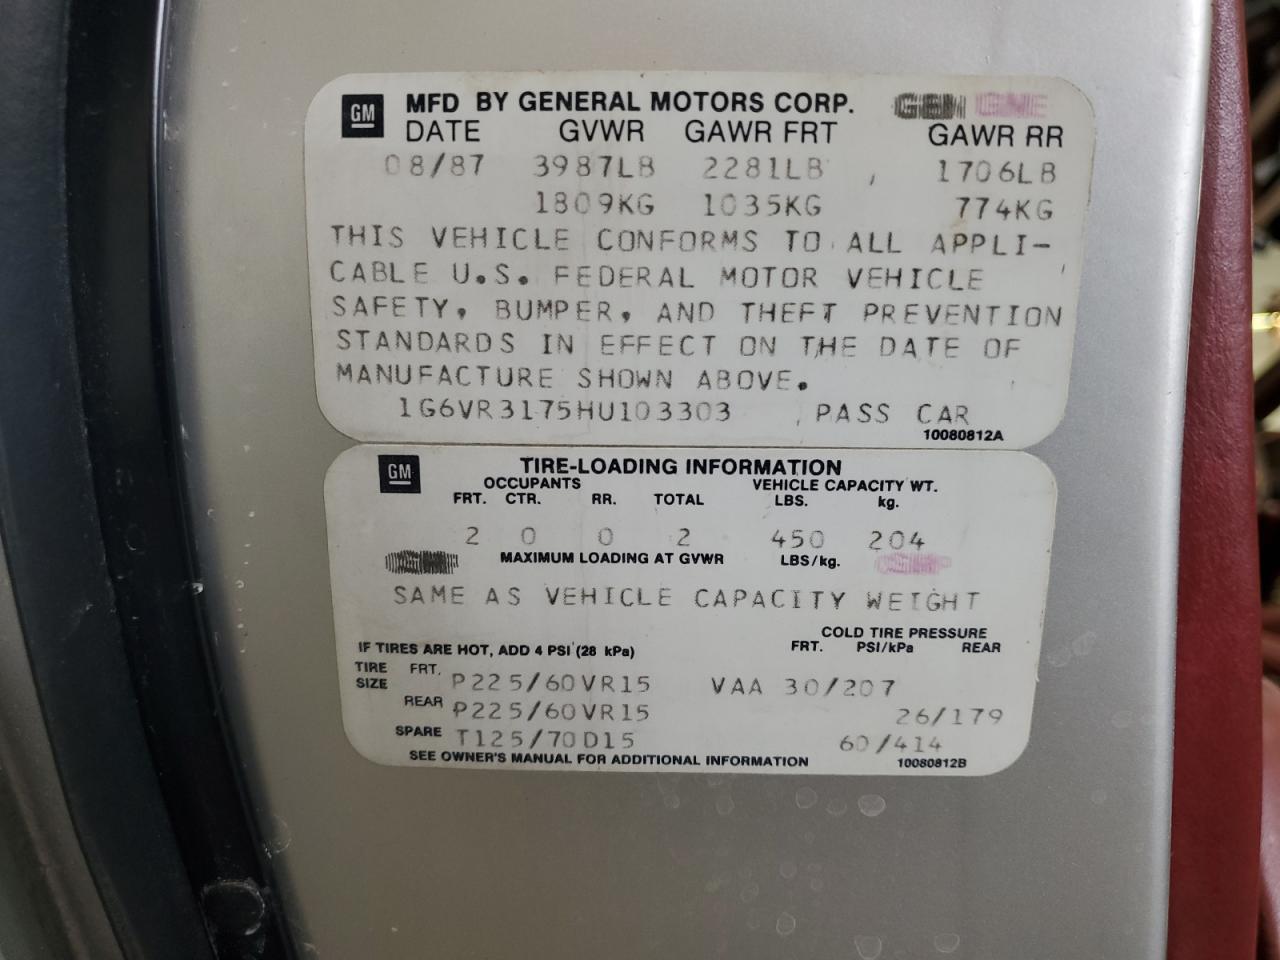 GM MFD BY GENERAL MOTORS CORP.
DATE GVWR GAWR FRT GAWR RR
08/87 3987LB 2281LB 1706LB
1809KG 1035KG 774KG
THIS VEHICLE CONFORMS TO ALL APPLI-
CABLE U.S. FEDERAL MOTOR VEHICLE
SAFETY, BUMPER, AND THEFT PREVENTION
STANDARDS IN EFFECT ON THE DATE OF
MANUFACTURE SHOWN ABOVE.
1G6VR3175HU103303 PASS CAR
10080812A
GM TIRE-LOADING INFORMATION
OCCUPANTS VEHICLE CAPACITY WT.
FRT. CTR. RR. TOTAL LBS. kg.
2 0 0 2 450 204
MAXIMUM LOADING AT GVWR LBS/kg.
SAME AS VEHICLE CAPACITY WEIGHT
COLD TIRE PRESSURE
IF TIRES ARE HOT, ADD 4 PSI (28 kPa) FRT. PSI/kPa REAR
TIRE SIZE FRT. P225/60VR15 VAA 30/207
REAR P225/60VR15 26/179
SPARE T125/70D15 60/414
SEE OWNER'S MANUAL FOR ADDITIONAL INFORMATION 10080812B